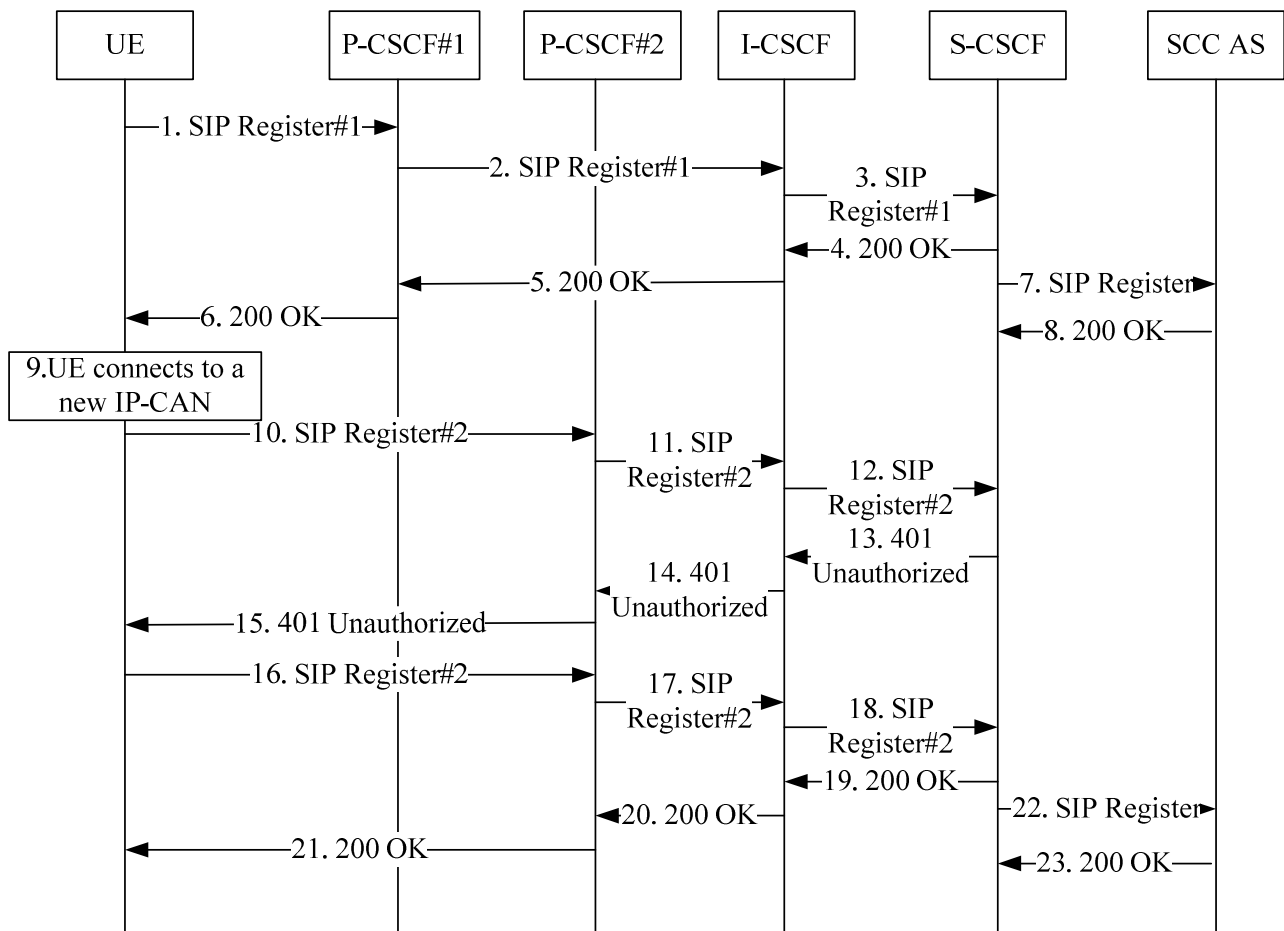 UE
P-CSCF#1
P-CSCF#2
I-CSCF
S-CSCF
SCC AS
1. SIP Register#1
2. SIP Register#1
3. SIP
Register#1
4. 200 OK
5. 200 OK
7. SIP Register
6. 200 OK
8. 200 OK
9.UE connects to a
new IP-CAN
10. SIP Register#2
11. SIP
Register#2
12. SIP
Register#2
13. 401
Unauthorized
14. 401
Unauthorized
15. 401 Unauthorized
16. SIP Register#2
17. SIP
Register#2
18. SIP
Register#2
19. 200 OK
20. 200 OK
22. SIP Register
21. 200 OK
23. 200 OK